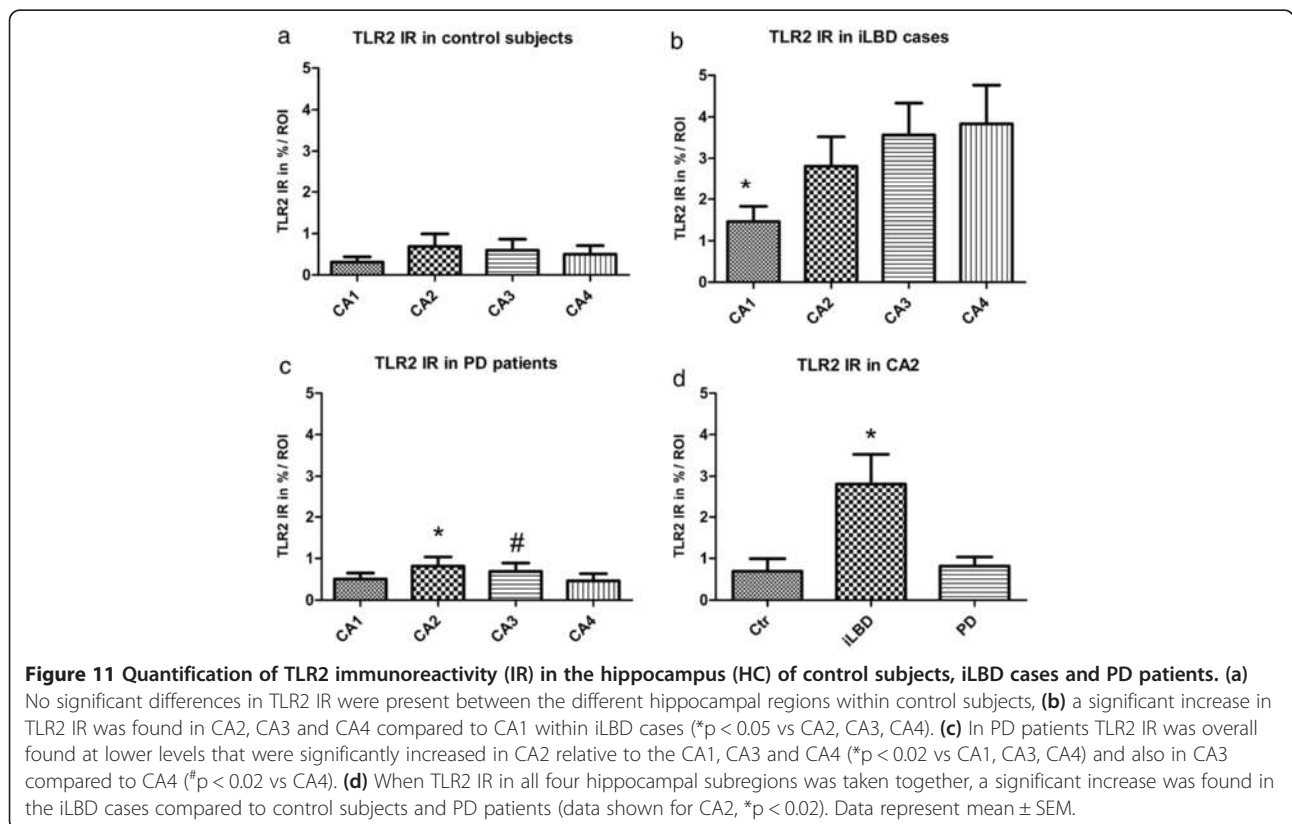 a
TLR2 IR in control subjects
TLR2 IR in % / ROI
5
4
3
2
1
0
CA1
CA2
CA3
CA4
b
TLR2 IR in iLBD cases
TLR2 IR in % / ROI
5
4
3
2
1
0
*
CA1
CA2
CA3
CA4
c
TLR2 IR in PD patients
TLR2 IR in % / ROI
5
4
3
2
1
0
*
#
CA1
CA2
CA3
CA4
d
TLR2 IR in CA2
TLR2 IR in % / ROI
5
4
3
2
1
0
*
Ctr
iLBD
PD
Figure 11 Quantification of TLR2 immunoreactivity (IR) in the hippocampus (HC) of control subjects, iLBD cases and PD patients. (a)
No significant differences in TLR2 IR were present between the different hippocampal regions within control subjects, (b) a significant increase in
TLR2 IR was found in CA2, CA3 and CA4 compared to CA1 within iLBD cases (*p < 0.05 vs CA2, CA3, CA4). (c) In PD patients TLR2 IR was overall
found at lower levels that were significantly increased in CA2 relative to the CA1, CA3 and CA4 (*p < 0.02 vs CA1, CA3, CA4) and also in CA3
compared to CA4 (#p < 0.02 vs CA4). (d) When TLR2 IR in all four hippocampal subregions was taken together, a significant increase was found in
the iLBD cases compared to control subjects and PD patients (data shown for CA2, *p < 0.02). Data represent mean ± SEM.